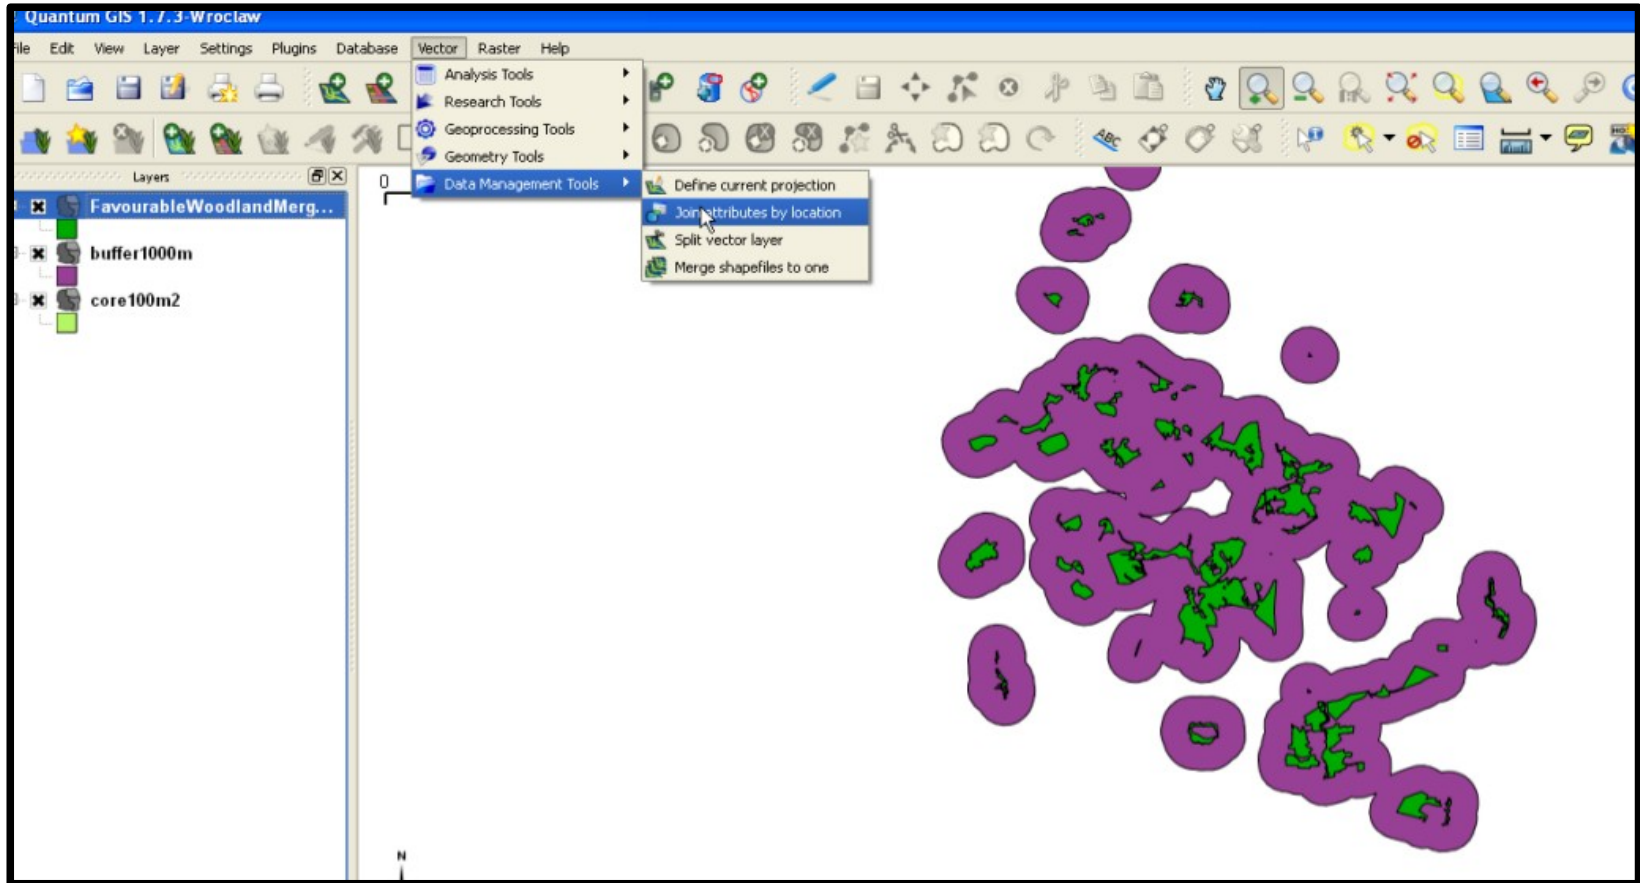 Quantum GIS 1.7.3-Wroclaw
File Edit View Layer Settings Plugins Database Vector Raster Help
Analysis Tools
Research Tools
Geoprocessing Tools
Geometry Tools
Data Management Tools
Define current projection
Join attributes by location
Split vector layer
Merge shapefiles to one
ABC
Layers
FavourableWoodlandMerg...
buffer1000m
core100m2
0
N